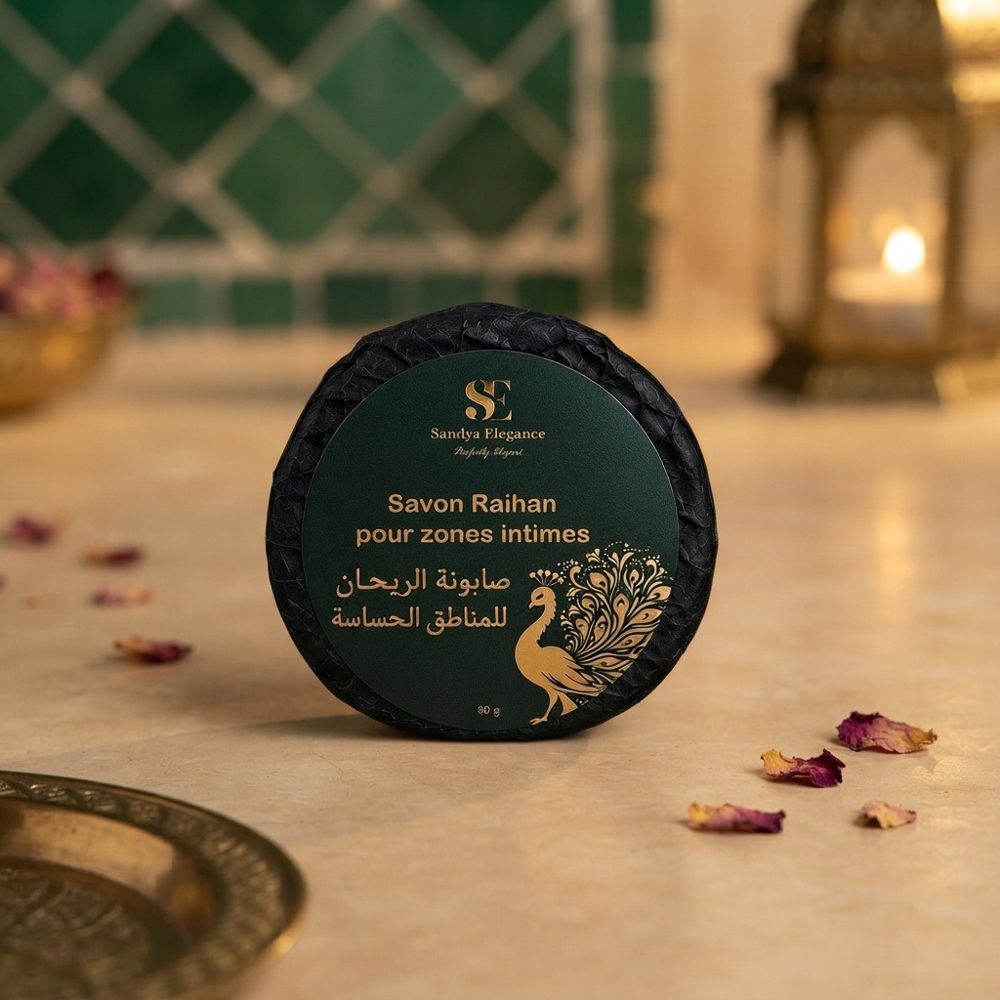 SE
Sandya Elegance
Perfectly Elegant
Savon Raihan
pour zones intimes
صابونة الريحان
للمناطق الحساسة
80 g